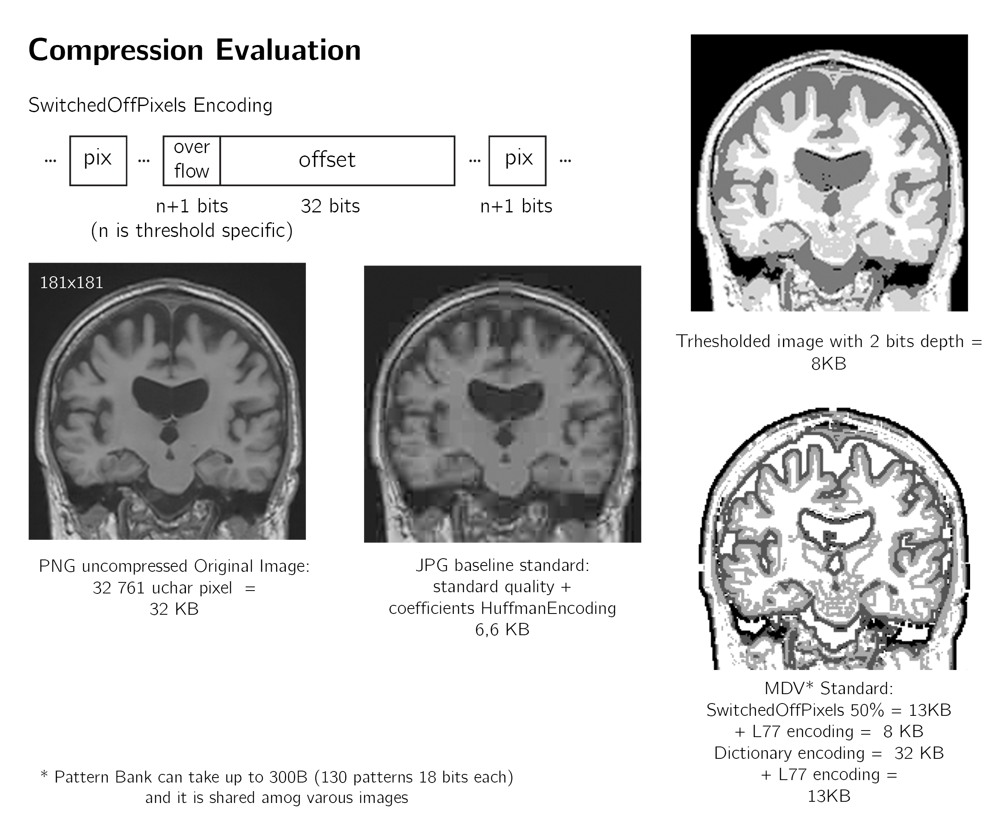 Compression Evaluation
SwitchedOffPixels Encoding
... pix ... over flow offset ... pix ...
n+1 bits 32 bits n+1 bits
(n is threshold specific)
181x181
PNG uncompressed Original Image:
32 761 uchar pixel =
32 KB
JPG baseline standard:
standard quality +
coefficients HuffmanEncoding
6,6 KB
Trhesholded image with 2 bits depth =
8KB
MDV* Standard:
SwitchedOffPixels 50% = 13KB
+ L77 encoding = 8 KB
Dictionary encoding = 32 KB
+ L77 encoding =
13KB
* Pattern Bank can take up to 300B (130 patterns 18 bits each)
and it is shared amog varous images